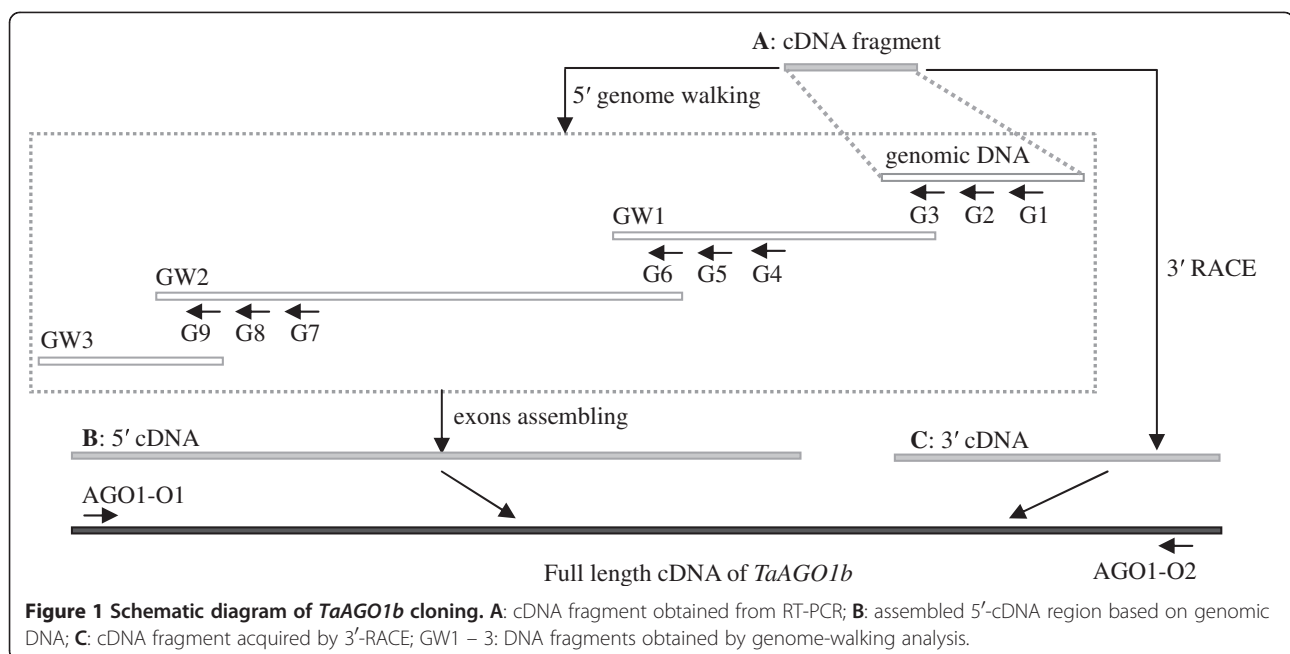 A: cDNA fragment
5′ genome walking
genomic DNA
G3 G2 G1
GW1
G6 G5 G4
3′ RACE
GW2
G9 G8 G7
GW3
exons assembling
B: 5′ cDNA
C: 3′ cDNA
AGO1-O1
Full length cDNA of TaAGO1b
AGO1-O2
Figure 1 Schematic diagram of TaAGO1b cloning. A: cDNA fragment obtained from RT-PCR; B: assembled 5′-cDNA region based on genomic
DNA; C: cDNA fragment acquired by 3′-RACE; GW1 – 3: DNA fragments obtained by genome-walking analysis.